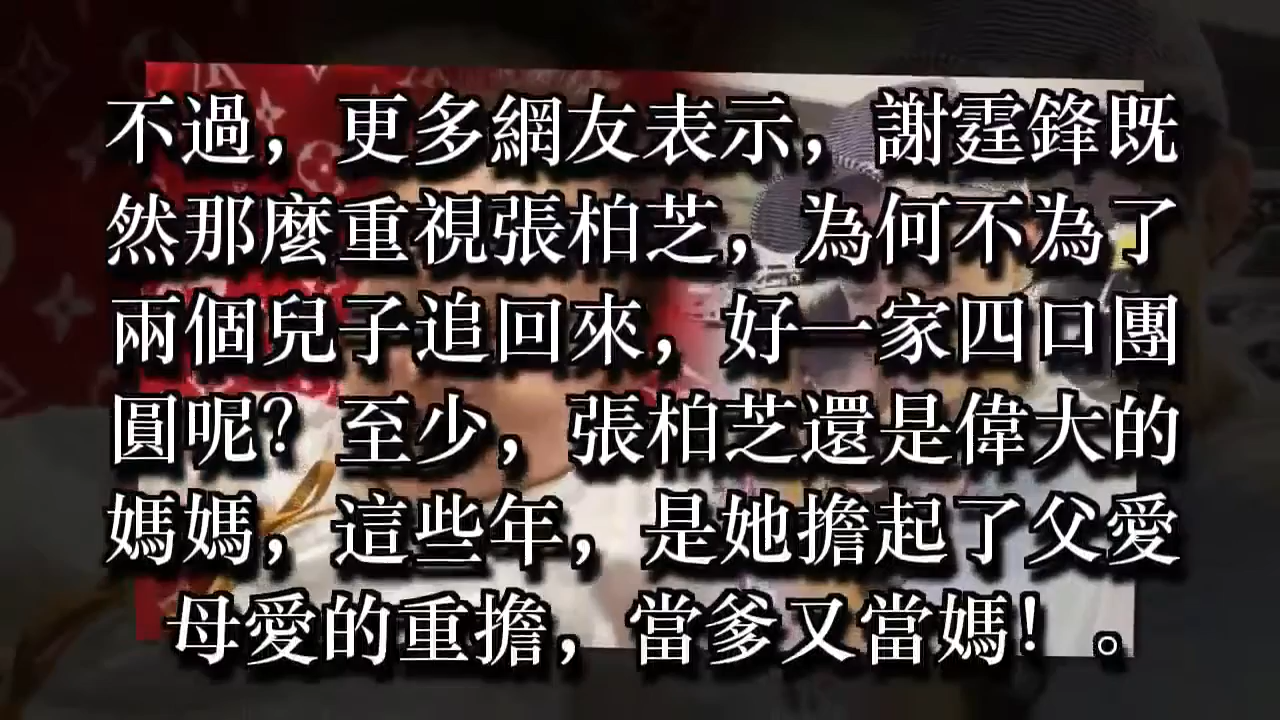 不過，更多網友表示，謝霆鋒既
然那麼重視張柏芝，為何不為了
兩個兒子追回來，好一家四口團
圓呢？至少，張柏芝還是偉大的
媽媽，這些年，是她擔起了父愛
母愛的重擔，當爹又當媽！。